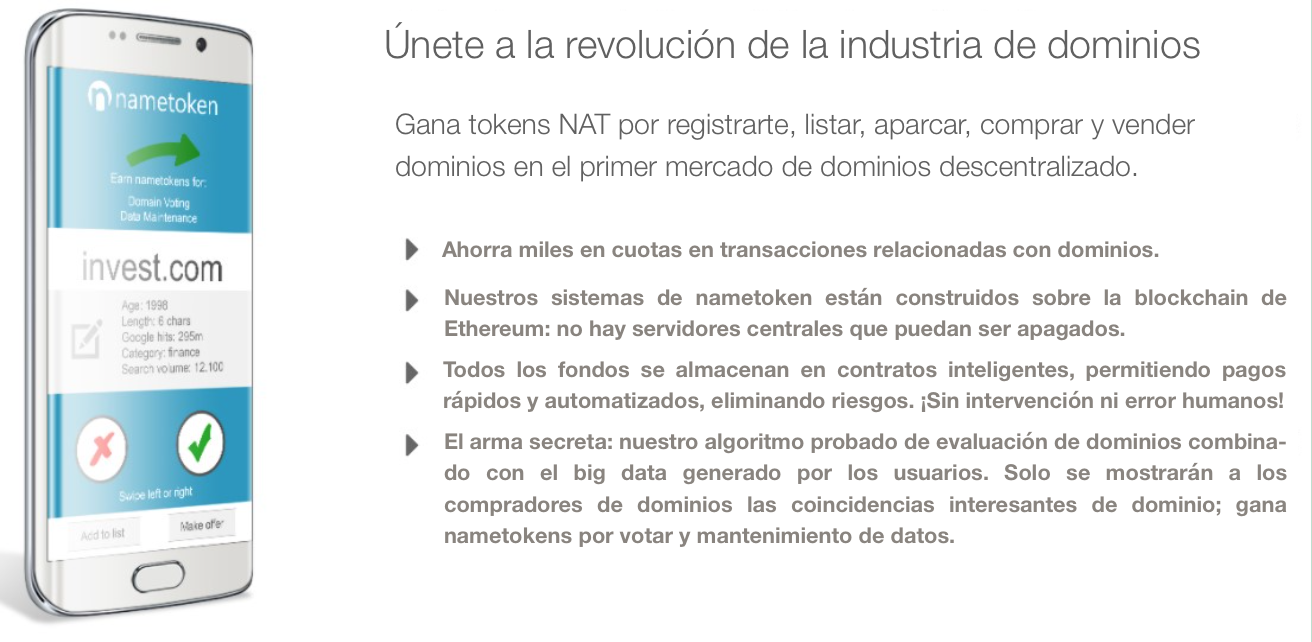 nametoken
Earn nametokens for:
Domain Voting
Data Maintenance
invest.com
Age: 1998
Length: 6 chars
Google hits: 295m
Category: finance
Search volume: 12.100
Swipe left or right
Add to list
Make offer
Únete a la revolución de la industria de dominios
Gana tokens NAT por registrarte, listar, aparcar, comprar y vender
dominios en el primer mercado de dominios descentralizado.
Ahorra miles en cuotas en transacciones relacionadas con dominios.
Nuestros sistemas de nametoken están construidos sobre la blockchain de
Ethereum: no hay servidores centrales que puedan ser apagados.
Todos los fondos se almacenan en contratos inteligentes, permitiendo pagos
rápidos y automatizados, eliminando riesgos. ¡Sin intervención ni error humanos!
El arma secreta: nuestro algoritmo probado de evaluación de dominios combina-
do con el big data generado por los usuarios. Solo se mostrarán a los
compradores de dominios las coincidencias interesantes de dominio; gana
nametokens por votar y mantenimiento de datos.